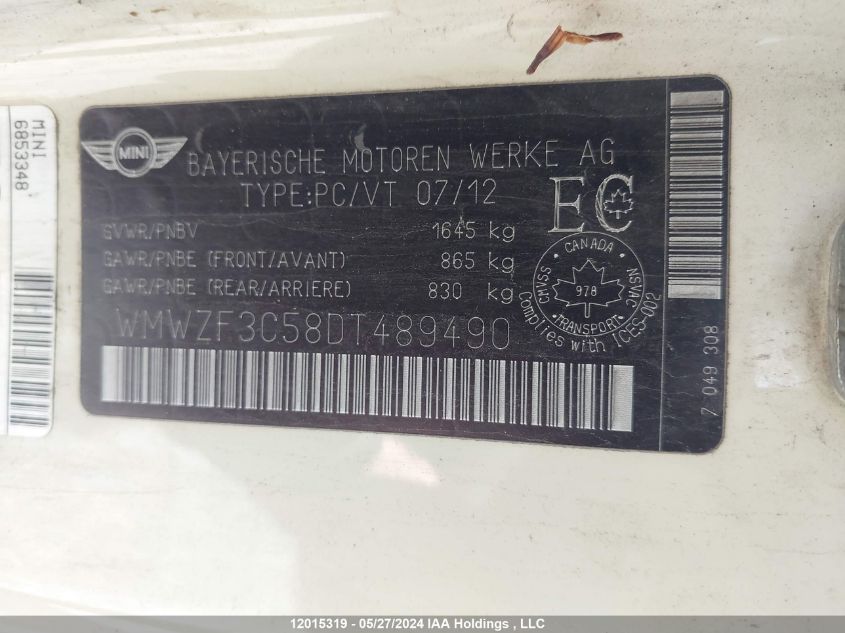 MINI
6853348
MINI
BAYERISCHE MOTOREN WERKE AG
TYPE:PC/VT 07/12
EC
GVWR/PNBV 1645 kg
GAWR/PNBE (FRONT/AVANT) 865 kg
GAWR/PNBE (REAR/ARRIERE) 830 kg
CANADA
CMVSS
NSVAC
978
TRANSPORT
Complies with ICES-002
WMWZF3C58DT489490
7 049 308
12015319 - 05/27/2024 IAA Holdings , LLC